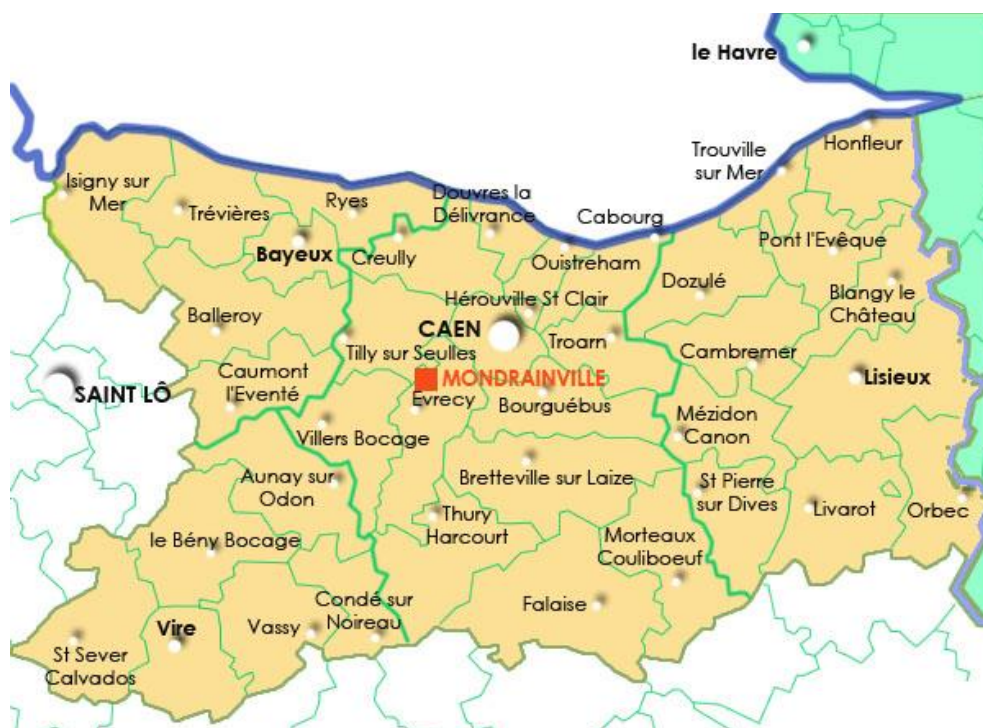 le Havre
Honfleur
Trouville
sur Mer
Isigny sur
Mer
Trévières
Ryes
Douvres la
Délivrance
Cabourg
Bayeux
Creully
Ouistreham
Pont l'Evêque
Dozulé
Blangy le
Château
Hérouville St Clair
Balleroy
CAEN
Troarn
Tilly sur Seulles
Cambremer
Caumont
l'Eventé
SAINT LÔ
MONDRAINVILLE
Lisieux
Evrecy
Bourguébus
Mézidon
Canon
Villers Bocage
Aunay sur
Odon
Bretteville sur Laize
St Pierre
sur Dives
Livarot
Orbec
Thury
Harcourt
le Bény Bocage
Morteaux
Couliboeuf
Condé sur
Noireau
Falaise
Vire
Vassy
St Sever
Calvados